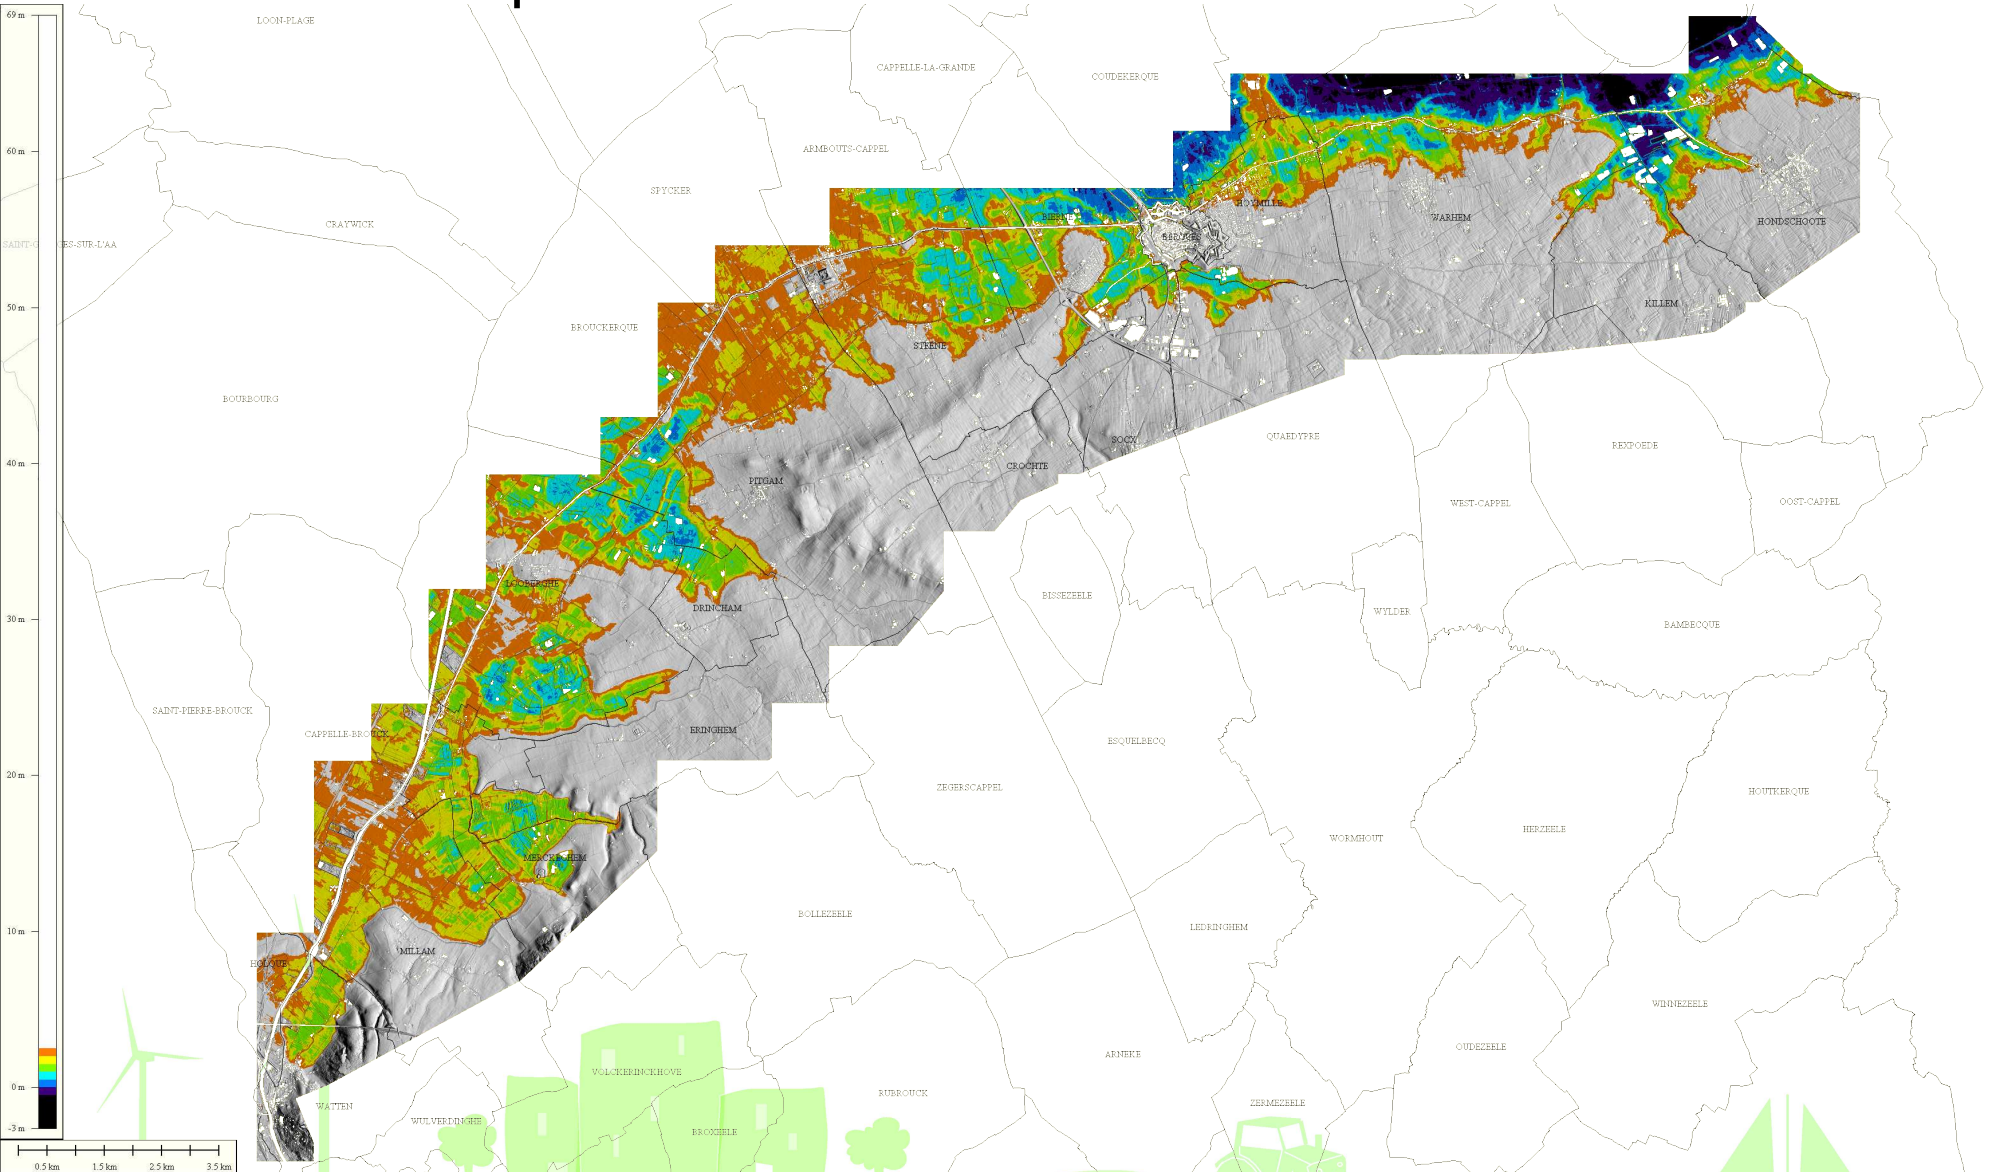 69 m
LOON-PLAGE
CAPPELLE-LA-GRANDE
COUDEKERQUE
60 m
ARMBOUTS-CAPPEL
SPYCKER
HOYMILLE
BIERNE
WARHEM
HONDSCHOOTE
CRAYWICK
BERGUES
SAINT-G GES-SUR-L'AA
50 m
KILLEM
BROUCKERQUE
STEENE
BOURBOURG
QUAEDYPRE
SOCX
REXPOEDE
40 m
CROCHTE
PITGAM
WEST-CAPPEL
OOST-CAPPEL
LOOBERGHE
BISSEZEELE
DRINCHAM
WYLDER
30 m
BAMBECQUE
SAINT-PIERRE-BROUCK
CAPPELLE-BROUCK
ERINGHEM
ESQUELBECQ
20 m
ZEGERSCAPPEL
HOUTKERQUE
HERZEELE
WORMHOUT
MERCKEGHEM
BOLLEZEELE
LEDRINGHEM
10 m
MILLAM
HOLQUE
WINNEZEELE
OUDEZEELE
ARNEKE
VOLCKERINCKHOVE
0 m
RUBROUCK
ZERMEZEELE
WATTEN
WULVERDINGHE
-3 m
BROXEELE
0.5 km 1.5 km 2.5 km 3.5 km